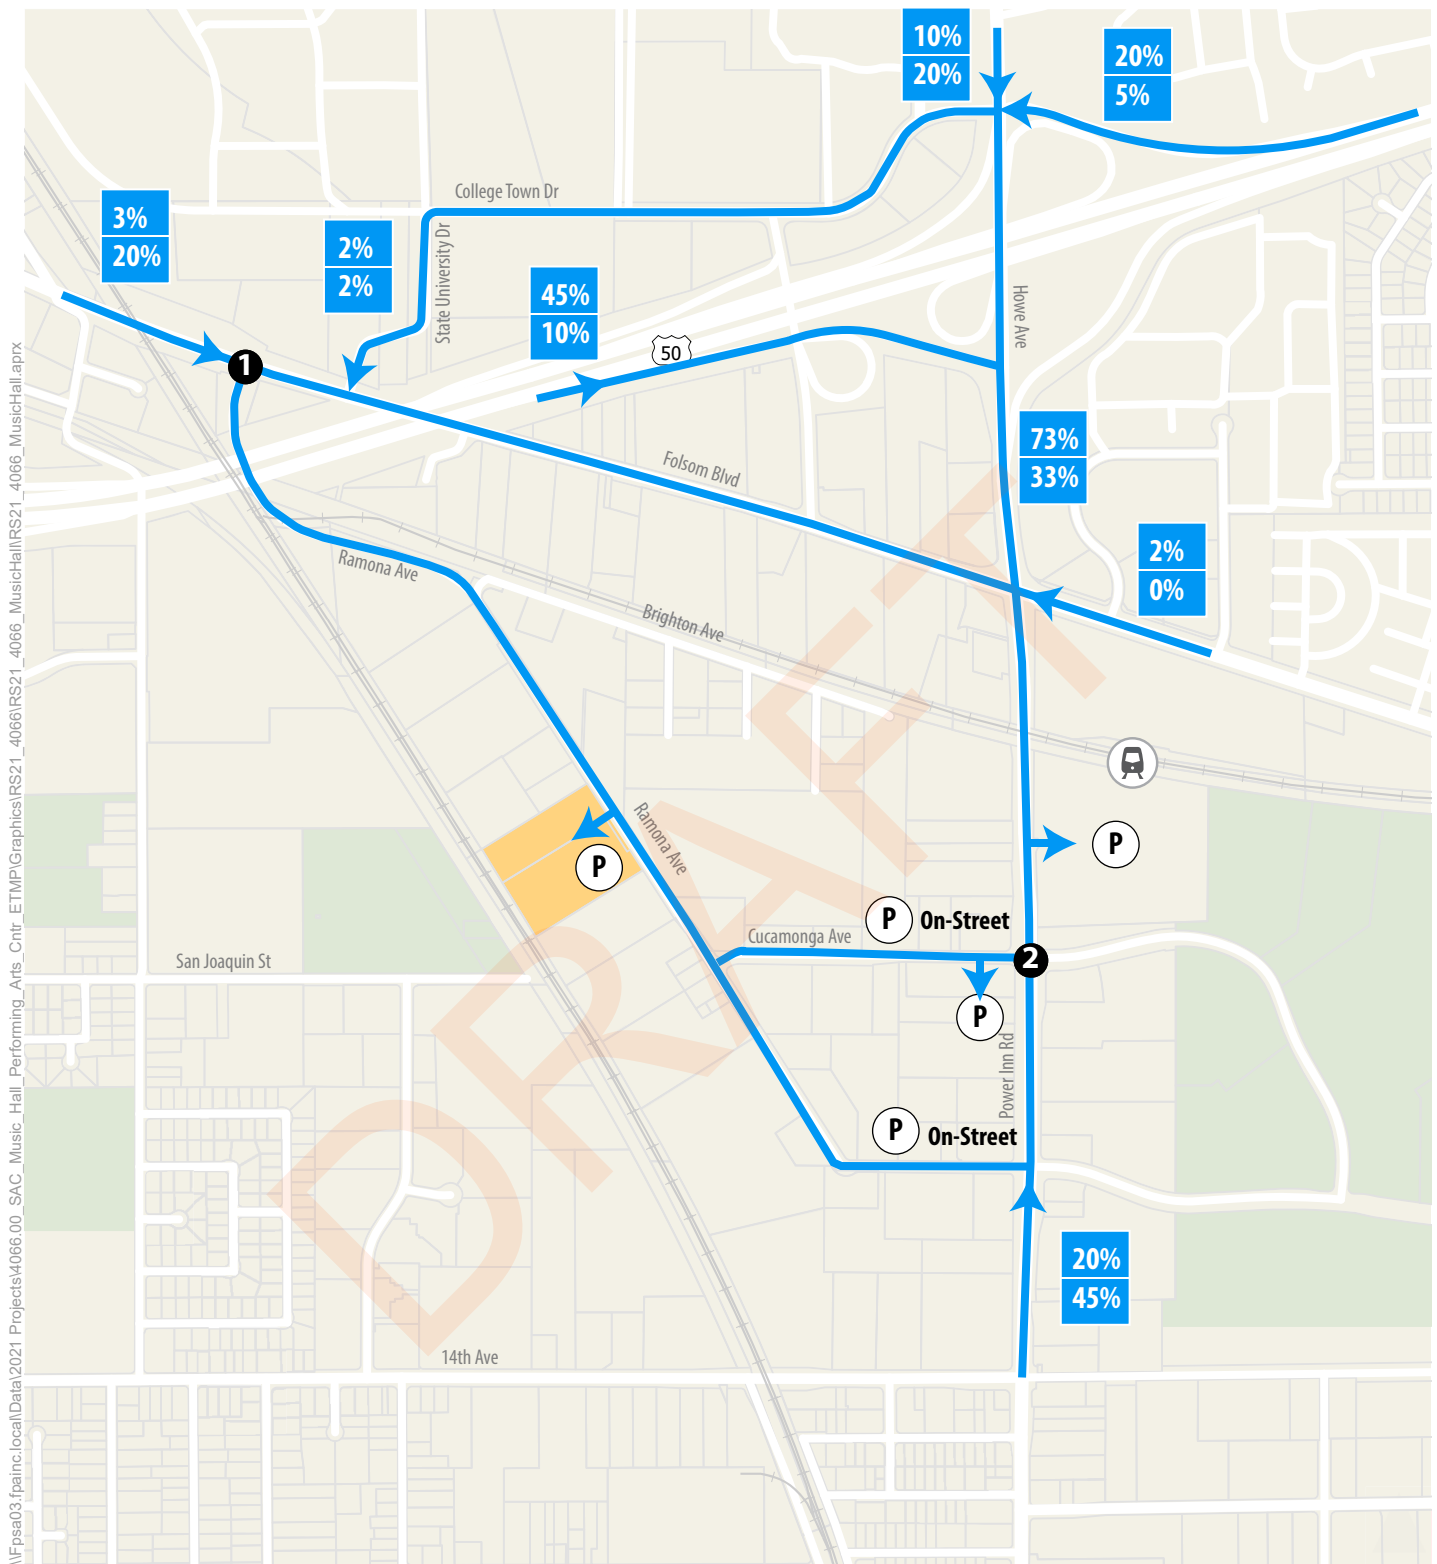 10%
20%
20%
5%
College Town Dr
3%
20%
2%
2%
State University Dr
45%
10%
50
Howe Ave
1
73%
33%
Folsom Blvd
2%
0%
Ramona Ave
Brighton Ave
DRAFT
Ramona Ave
P
P
P On-Street
Cucamonga Ave
2
San Joaquin St
P
Power Inn Rd
P On-Street
20%
45%
14th Ave
\\Fpsa03.fpainc.local\Data\2021 Projects\4066.00_SAC_Music_Hall_Performing_Arts_Cntr_ETMP\Graphics\RS21_4066\RS21_4066_MusicHall\RS21_4066_MusicHall.aprx